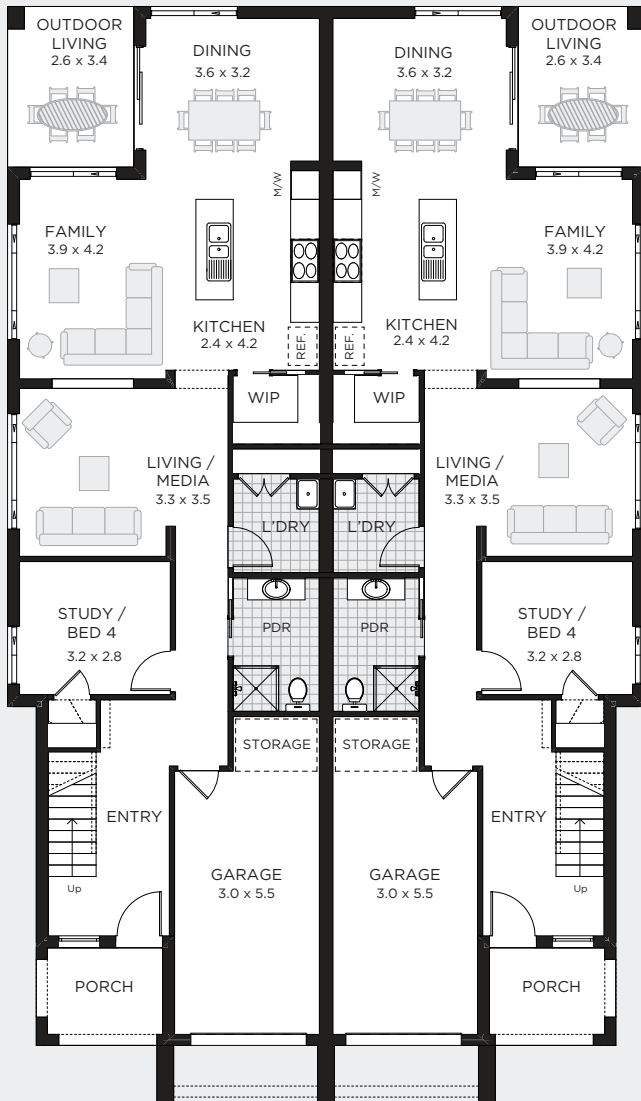 OUTDOOR
LIVING
2.6 x 3.4
DINING
3.6 x 3.2
DINING
3.6 x 3.2
OUTDOOR
LIVING
2.6 x 3.4
M/W
M/W
FAMILY
3.9 x 4.2
FAMILY
3.9 x 4.2
KITCHEN
2.4 x 4.2
KITCHEN
2.4 x 4.2
REF.
REF.
WIP
WIP
LIVING /
MEDIA
3.3 x 3.5
LIVING /
MEDIA
3.3 x 3.5
L'DRY
L'DRY
STUDY /
BED 4
3.2 x 2.8
PDR
PDR
STUDY /
BED 4
3.2 x 2.8
STORAGE
STORAGE
ENTRY
ENTRY
GARAGE
3.0 x 5.5
GARAGE
3.0 x 5.5
Up
Up
PORCH
PORCH